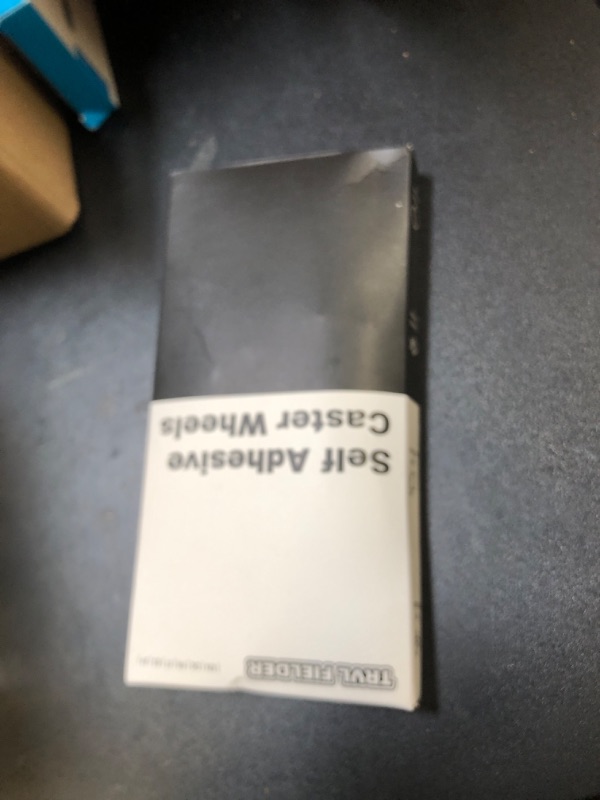 TRVL FIELDER
Self Adhesive
Caster Wheels